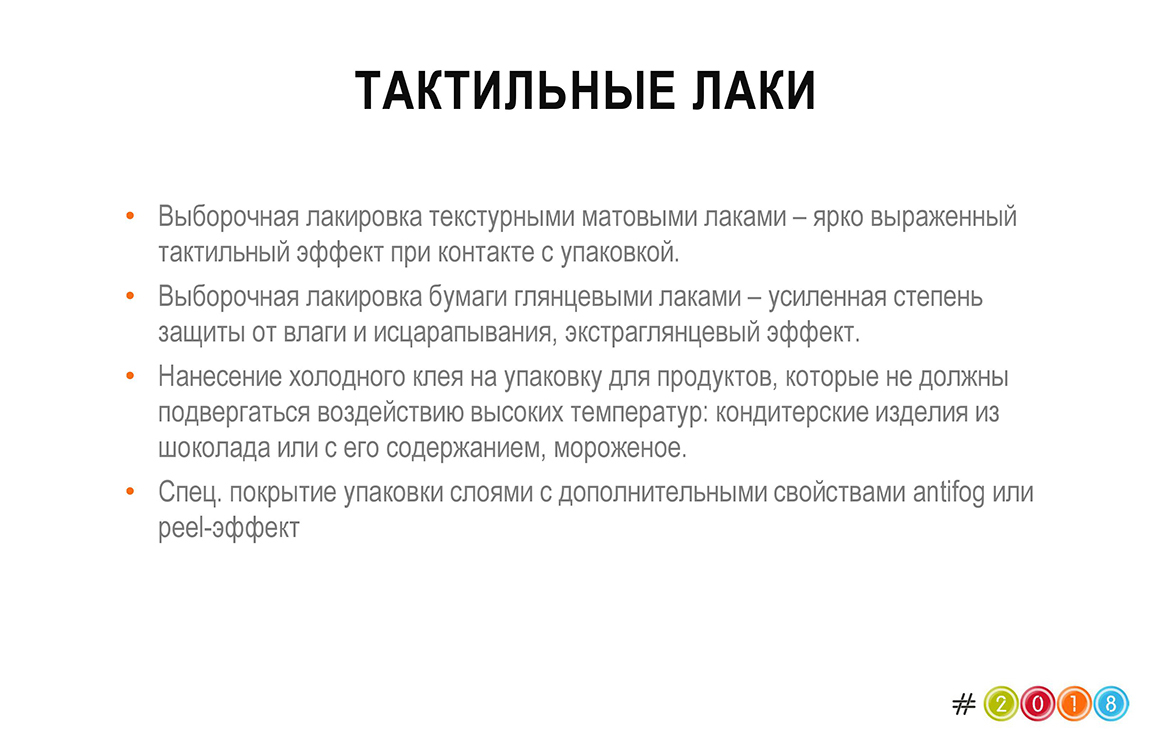 ТАКТИЛЬНЫЕ ЛАКИ
• Выборочная лакировка текстурными матовыми лаками – ярко выраженный
тактильный эффект при контакте с упаковкой.
• Выборочная лакировка бумаги глянцевыми лаками – усиленная степень
защиты от влаги и исцарапывания, экстраглянцевый эффект.
• Нанесение холодного клея на упаковку для продуктов, которые не должны
подвергаться воздействию высоких температур: кондитерские изделия из
шоколада или с его содержанием, мороженое.
• Спец. покрытие упаковки слоями с дополнительными свойствами antifog или
peel-эффект
# 2018